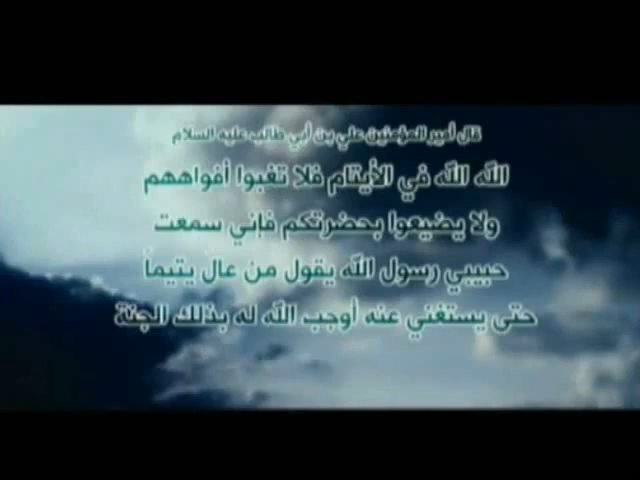 قال أمير المؤمنين علي بن أبي طالب عليه السلام
الله الله في الأيتام فلا تغبوا أفواههم
ولا يضيعوا بحضرتكم فإني سمعت
حبيبي رسول الله يقول من عال يتيماً
حتى يستغني عنه أوجب الله له بذلك الجنة